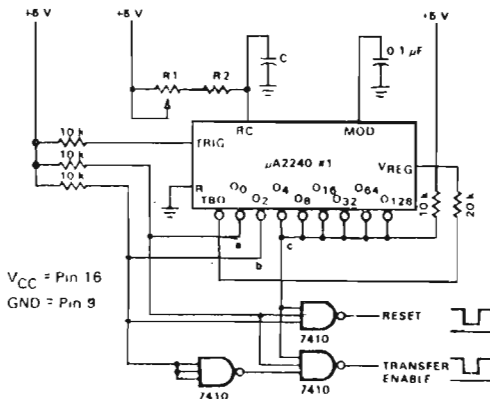 +5 V
+5 V
+5 V
R1
R2
C
0.1 μF
10 k
10 k
10 k
RC
MOD
TRIG
μA2240 #1
VREG
R
TBO
O0
O2
O4
O8
O16
O32
O64
O128
10 k
20 k
a
b
c
VCC = Pin 16
GND = Pin 9
7410
RESET
7410
7410
TRANSFER
ENABLE